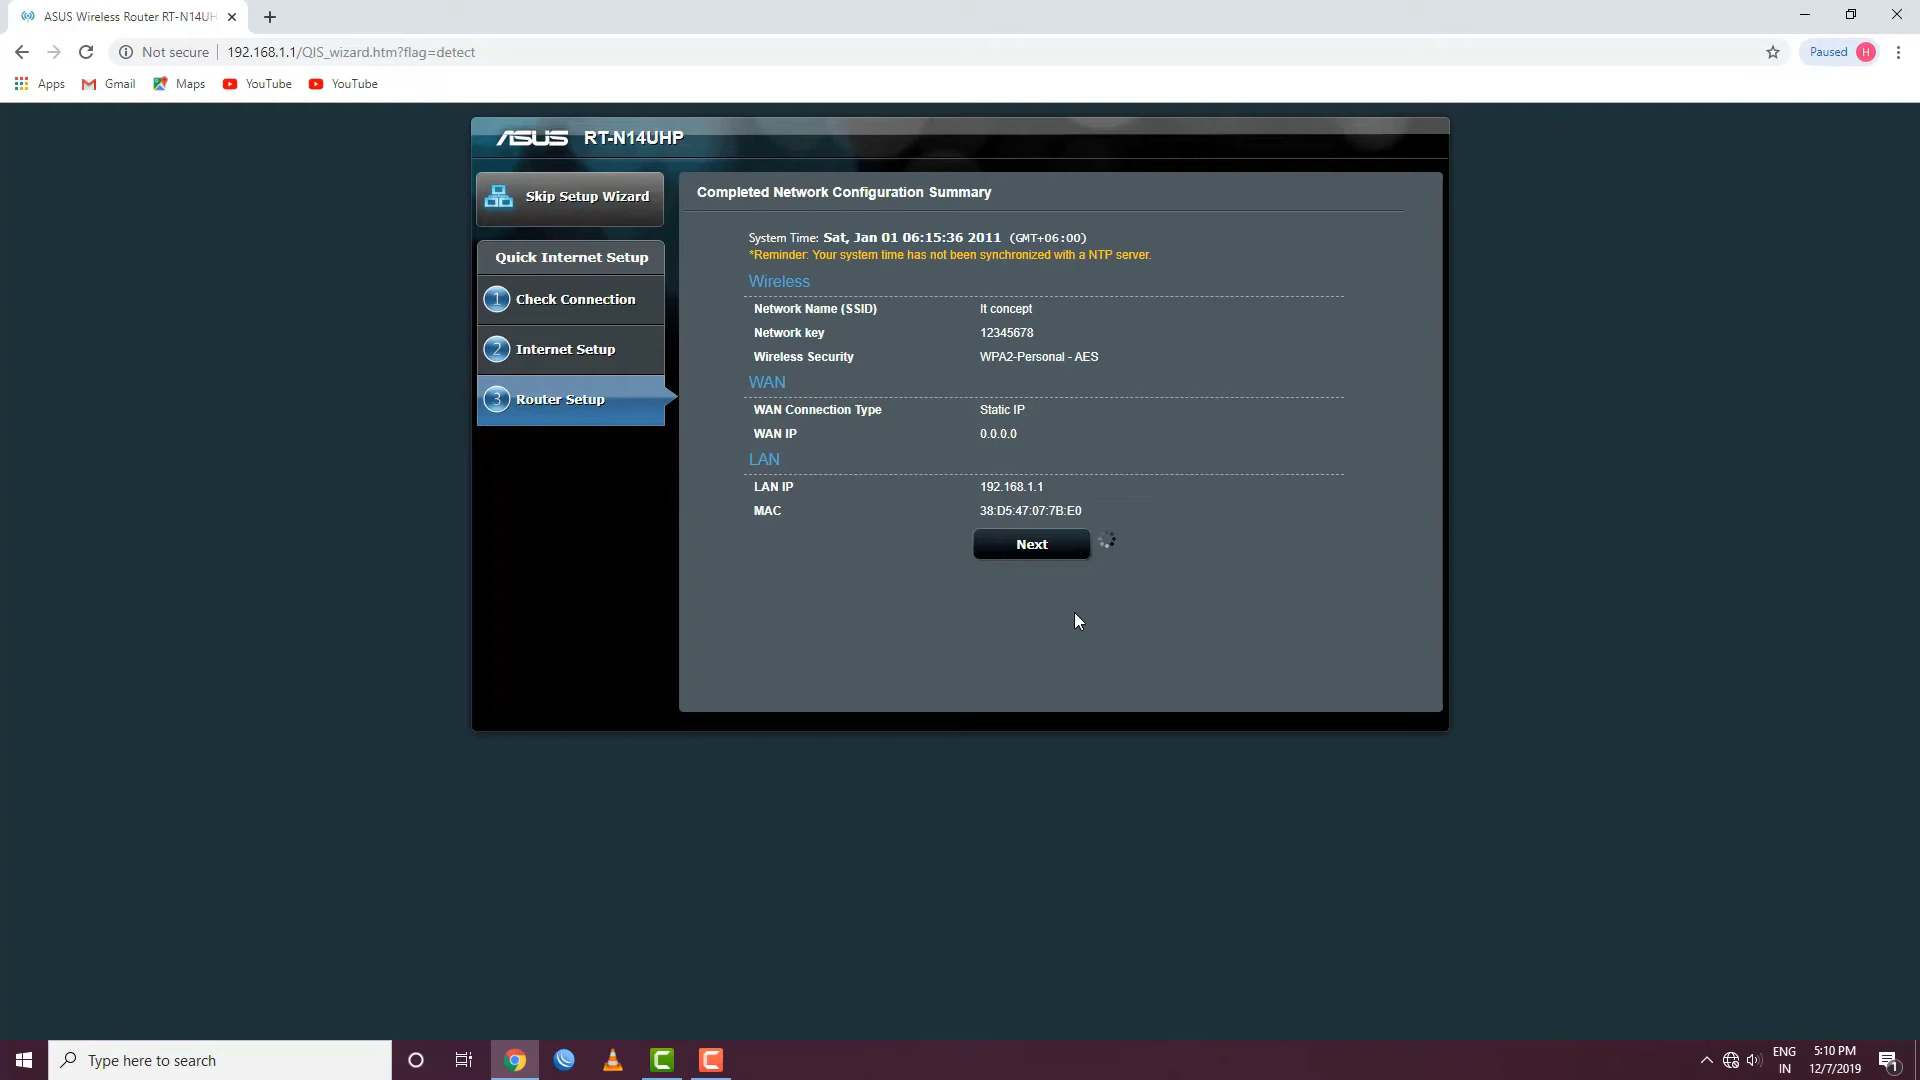 ASUS Wireless Router RT-N14UH
Not secure
192.168.1.1/QIS_wizard.htm?flag=detect
Paused H
Apps Gmail Maps YouTube YouTube
ASUS RT-N14UHP
Skip Setup Wizard
Quick Internet Setup
1 Check Connection
2 Internet Setup
3 Router Setup
Completed Network Configuration Summary
System Time: Sat, Jan 01 06:15:36 2011 (GMT+06:00)
*Reminder: Your system time has not been synchronized with a NTP server.
Wireless
Network Name (SSID) It concept
Network key 12345678
Wireless Security WPA2-Personal - AES
WAN
WAN Connection Type Static IP
WAN IP 0.0.0.0
LAN
LAN IP 192.168.1.1
MAC 38:D5:47:07:7B:E0
Next
Type here to search
ENG
IN
5:10 PM
12/7/2019
1